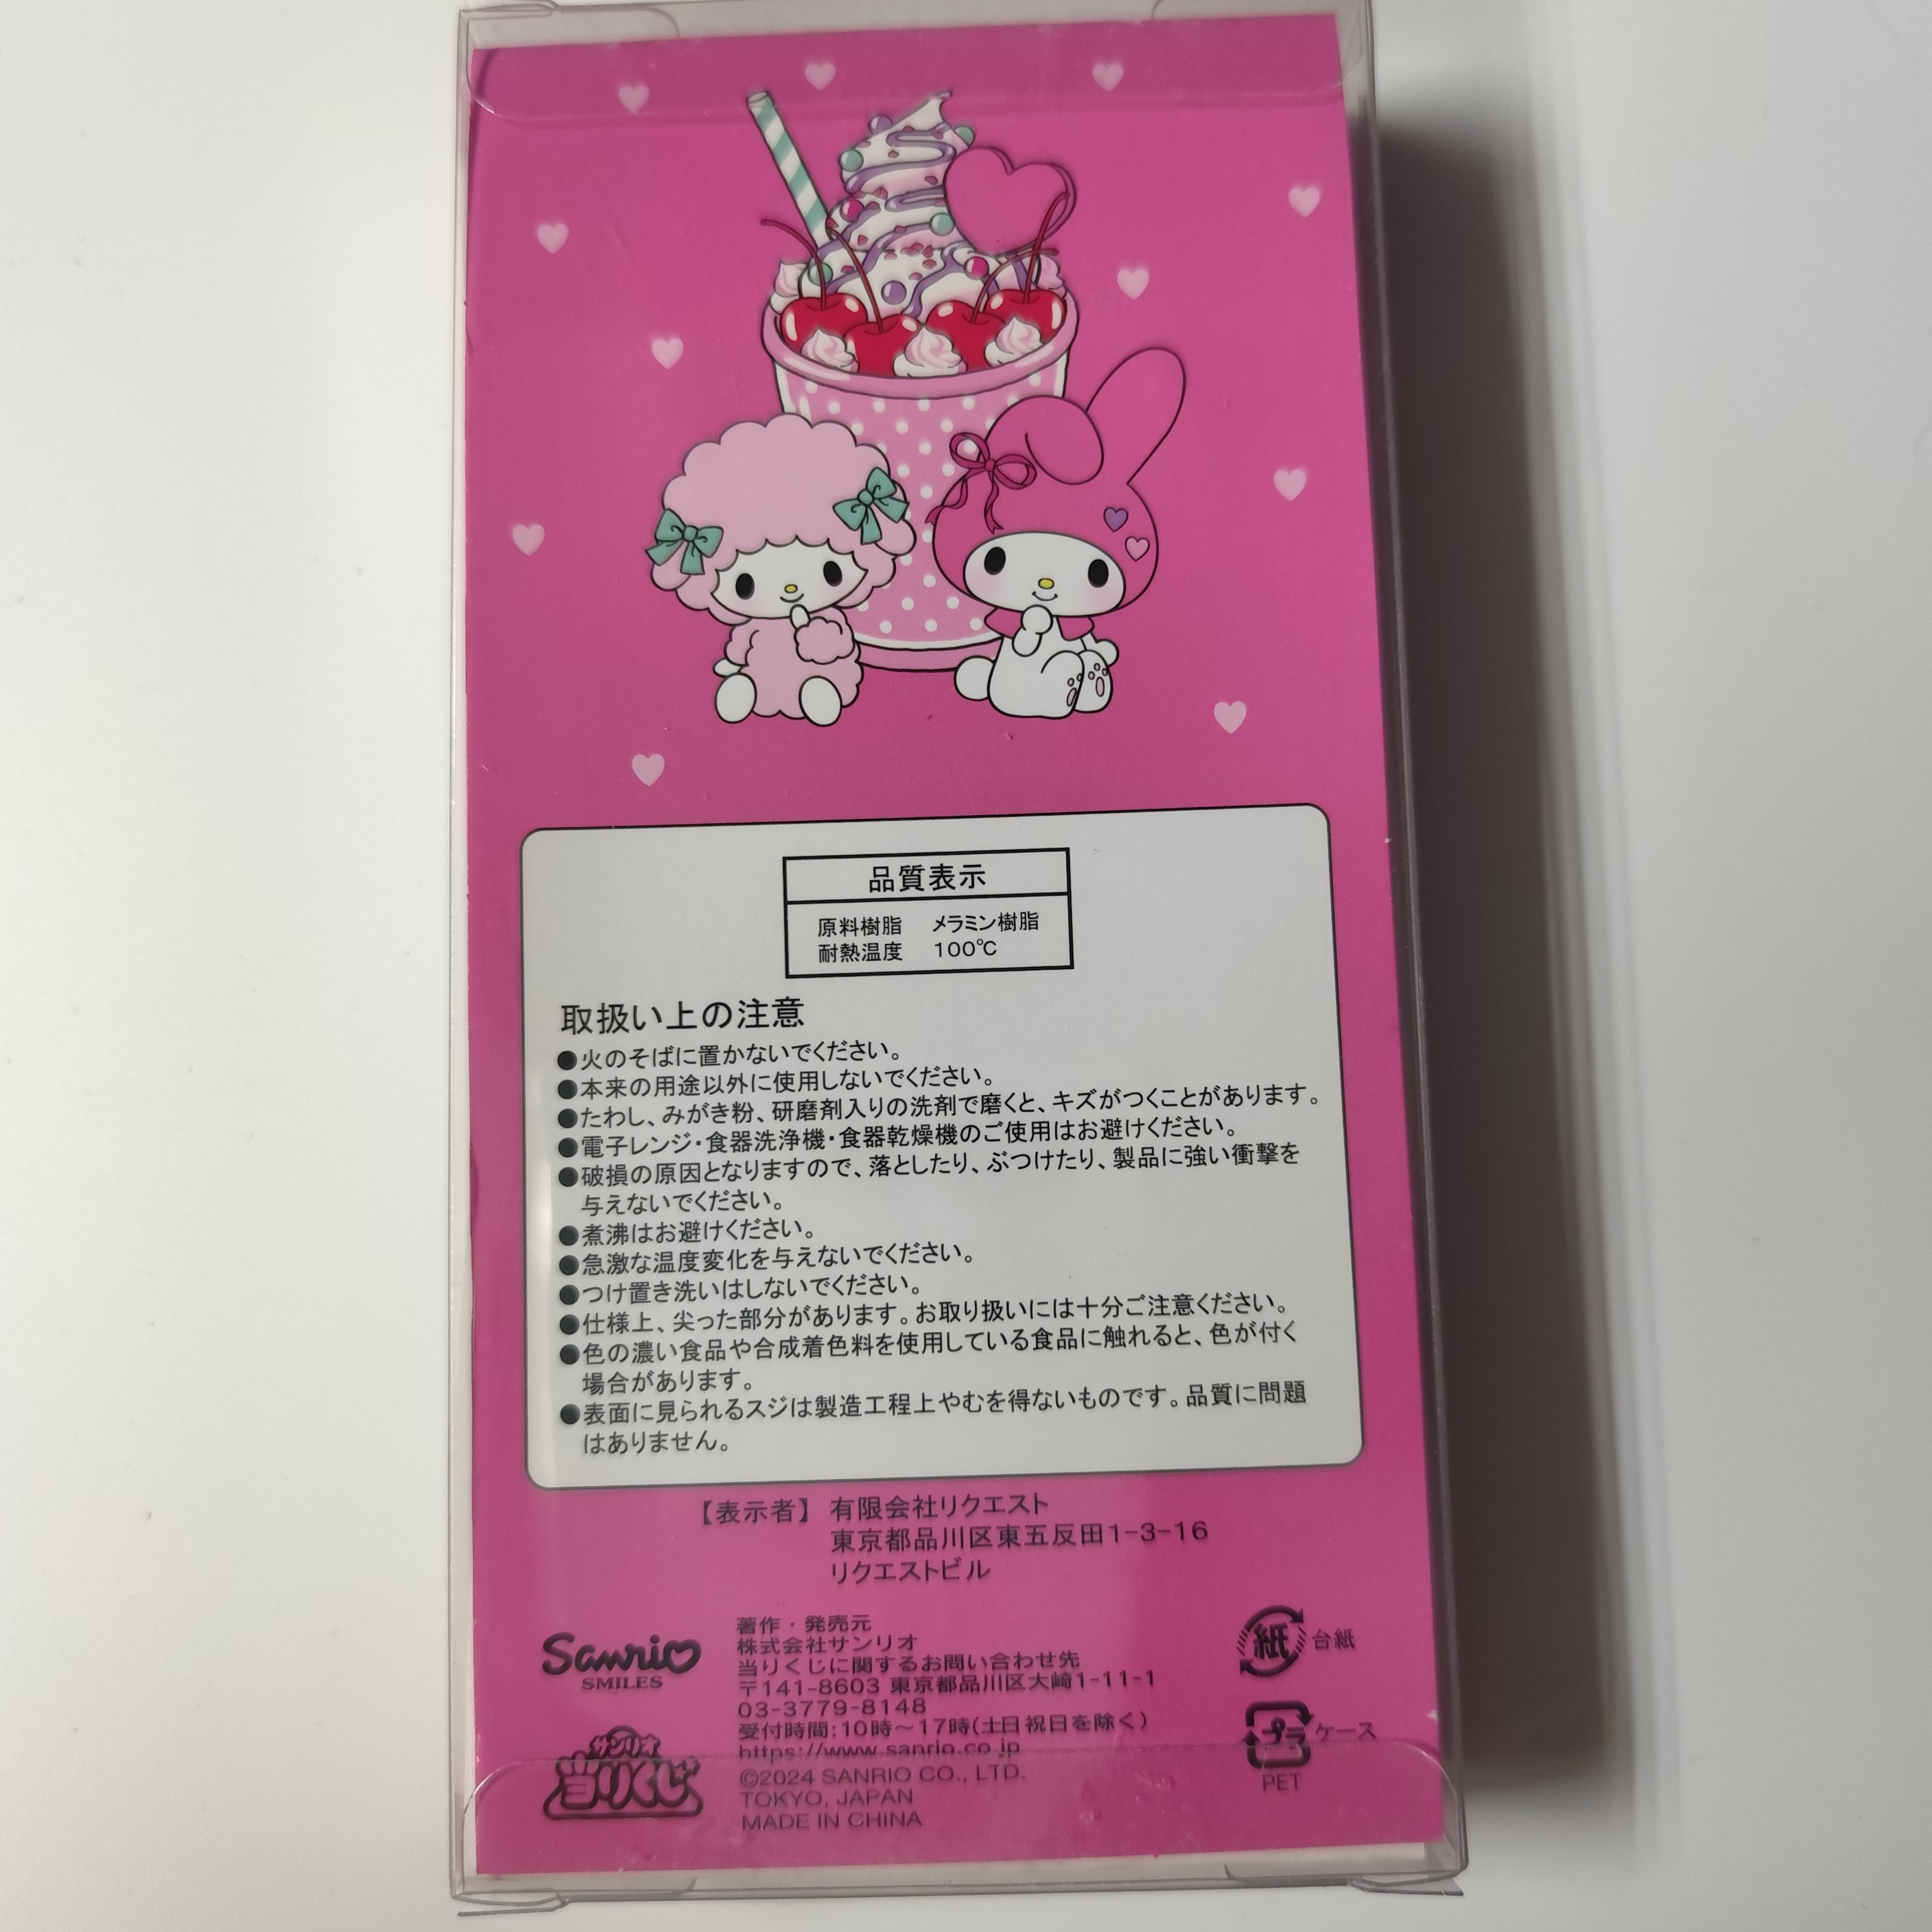 品質表示
原料樹脂 メラミン樹脂
耐熱温度 100℃
取扱い上の注意
●火のそばに置かないでください。
●本来の用途以外に使用しないでください。
●たわし、みがき粉、研磨剤入りの洗剤で磨くと、キズがつくことがあります。
●電子レンジ・食器洗浄機・食器乾燥機のご使用はお避けください。
●破損の原因となりますので、落としたり、ぶつけたり、製品に強い衝撃を
与えないでください。
●煮沸はお避けください。
●急激な温度変化を与えないでください。
●つけ置き洗いはしないでください。
●仕様上、尖った部分があります。お取り扱いには十分ご注意ください。
●色の濃い食品や合成着色料を使用している食品に触れると、色が付く
場合があります。
●表面に見られるスジは製造工程上やむを得ないものです。品質に問題
はありません。
【表示者】 有限会社リクエスト
東京都品川区東五反田1-3-16
リクエストビル
Sanrio
SMILES
サンリオ
当りくじ
著作・発売元
株式会社サンリオ
当りくじに関するお問い合わせ先
〒141-8603 東京都品川区大崎1-11-1
03-3779-8148
受付時間:10時～17時(土日祝日を除く)
https://www.sanrio.co.jp
©2024 SANRIO CO., LTD.
TOKYO, JAPAN
MADE IN CHINA
紙 台紙
プラ ケース
PET